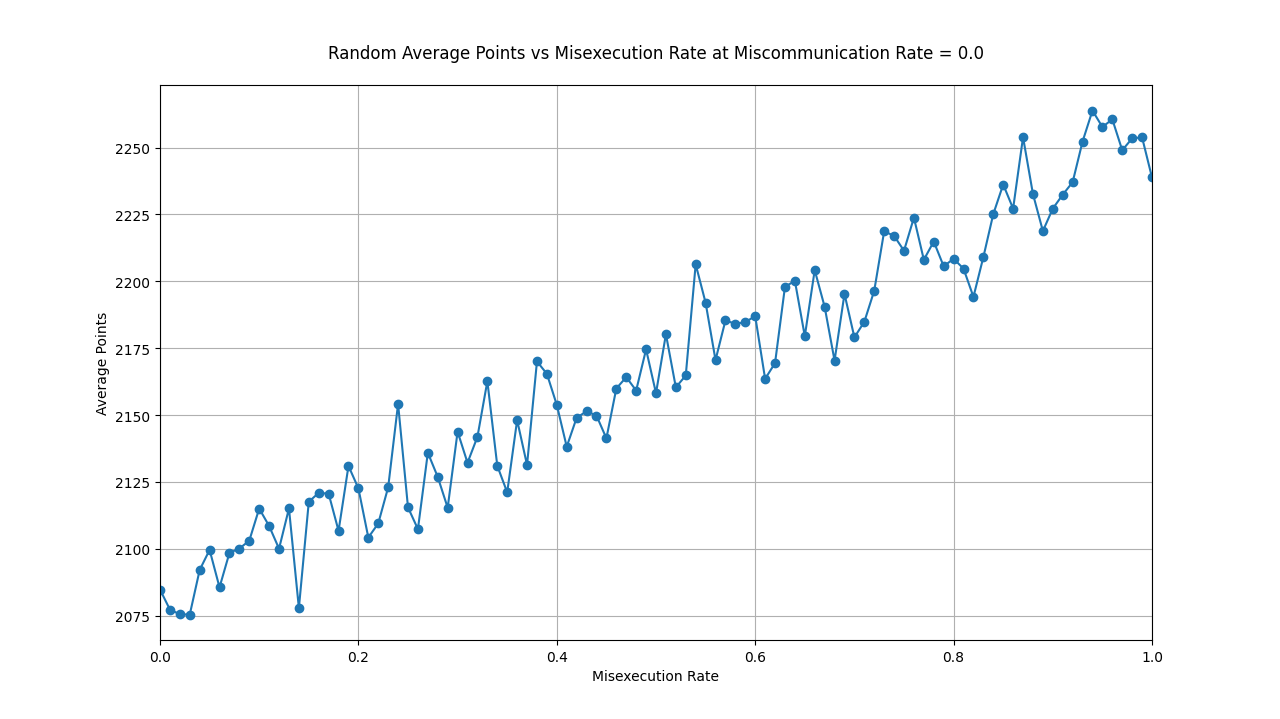 Random Average Points vs Misexecution Rate at Miscommunication Rate = 0.0
2250
2225
2200
2175
2150
2125
2100
2075
Average Points
0.0 0.2 0.4 0.6 0.8 1.0
Misexecution Rate